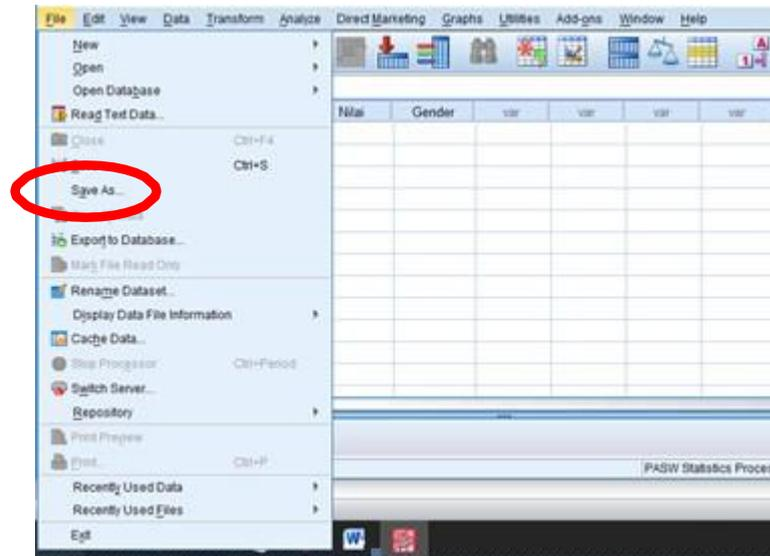 File Edit View Data Transform Analyze Direct Marketing Graphs Utilities Add-ons Window Help
New
Open
Open Database
Read Text Data...
Close Ctrl+F4
Ctrl+S
Save As...
Export to Database...
Mark File Read Only
Rename Dataset...
Display Data File Information
Cache Data...
Stop Processor Ctrl+Period
Switch Server...
Repository
Print Preview
Print... Ctrl+P
Recently Used Data
Recently Used Files
Exit
Nilai Gender var var var var
PASW Statistics Proces